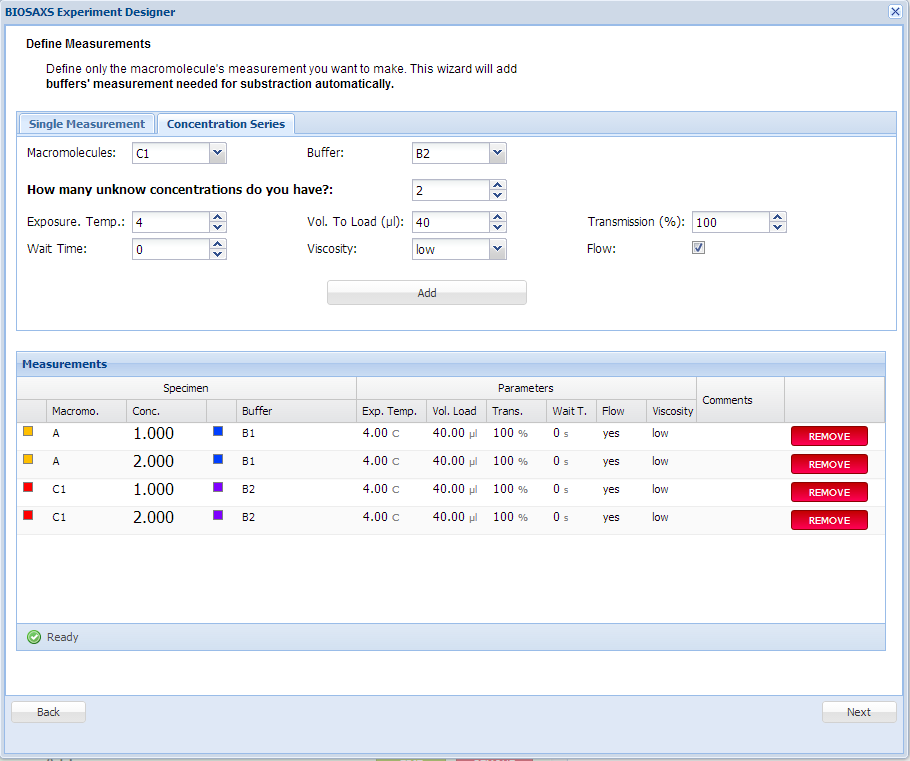 BIOSAXS Experiment Designer
Define Measurements
Define only the macromolecule's measurement you want to make. This wizard will add
buffers' measurement needed for substraction automatically.
Single Measurement Concentration Series
Macromolecules: C1 Buffer: B2
How many unknow concentrations do you have?: 2
Exposure. Temp.: 4 Vol. To Load (µl): 40 Transmission (%): 100
Wait Time: 0 Viscosity: low Flow:
Add
Measurements
Specimen Parameters Comments
Macromo. Conc. Buffer Exp. Temp. Vol. Load Trans. Wait T. Flow Viscosity
A 1.000 B1 4.00 C 40.00 µl 100 % 0 s yes low REMOVE
A 2.000 B1 4.00 C 40.00 µl 100 % 0 s yes low REMOVE
C1 1.000 B2 4.00 C 40.00 µl 100 % 0 s yes low REMOVE
C1 2.000 B2 4.00 C 40.00 µl 100 % 0 s yes low REMOVE
Ready
Back Next